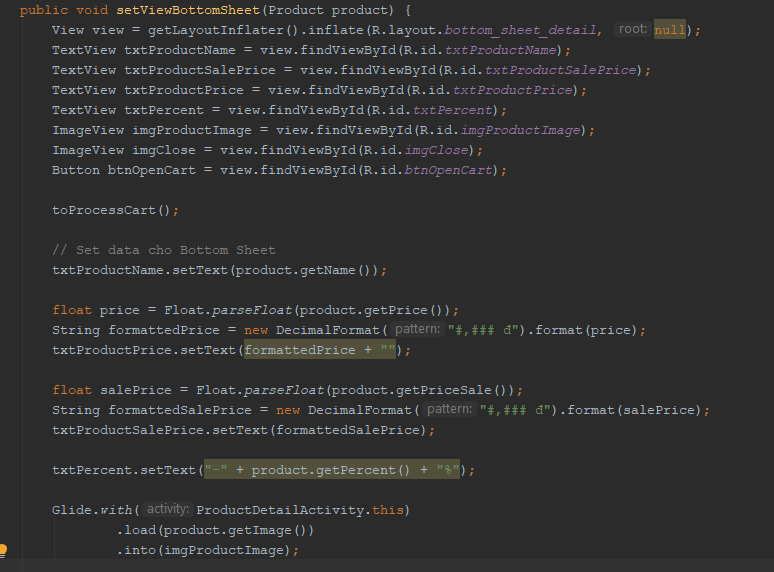 public void setViewBottomSheet(Product product) {
View view = getLayoutInflater().inflate(R.layout.bottom_sheet_detail, root: null);
TextView txtProductName = view.findViewById(R.id.txtProductName);
TextView txtProductSalePrice = view.findViewById(R.id.txtProductSalePrice);
TextView txtProductPrice = view.findViewById(R.id.txtProductPrice);
TextView txtPercent = view.findViewById(R.id.txtPercent);
ImageView imgProductImage = view.findViewById(R.id.imgProductImage);
ImageView imgClose = view.findViewById(R.id.imgClose);
Button btnOpenCart = view.findViewById(R.id.btnOpenCart);
toProcessCart();
// Set data cho Bottom Sheet
txtProductName.setText(product.getName());
float price = Float.parseFloat(product.getPrice());
String formattedPrice = new DecimalFormat( pattern: "#,### đ").format(price);
txtProductPrice.setText(formattedPrice + "");
float salePrice = Float.parseFloat(product.getPriceSale());
String formattedSalePrice = new DecimalFormat( pattern: "#,### đ").format(salePrice);
txtProductSalePrice.setText(formattedSalePrice);
txtPercent.setText("-" + product.getPercent() + "%");
Glide.with( activity: ProductDetailActivity.this)
.load(product.getImage())
.into(imgProductImage);